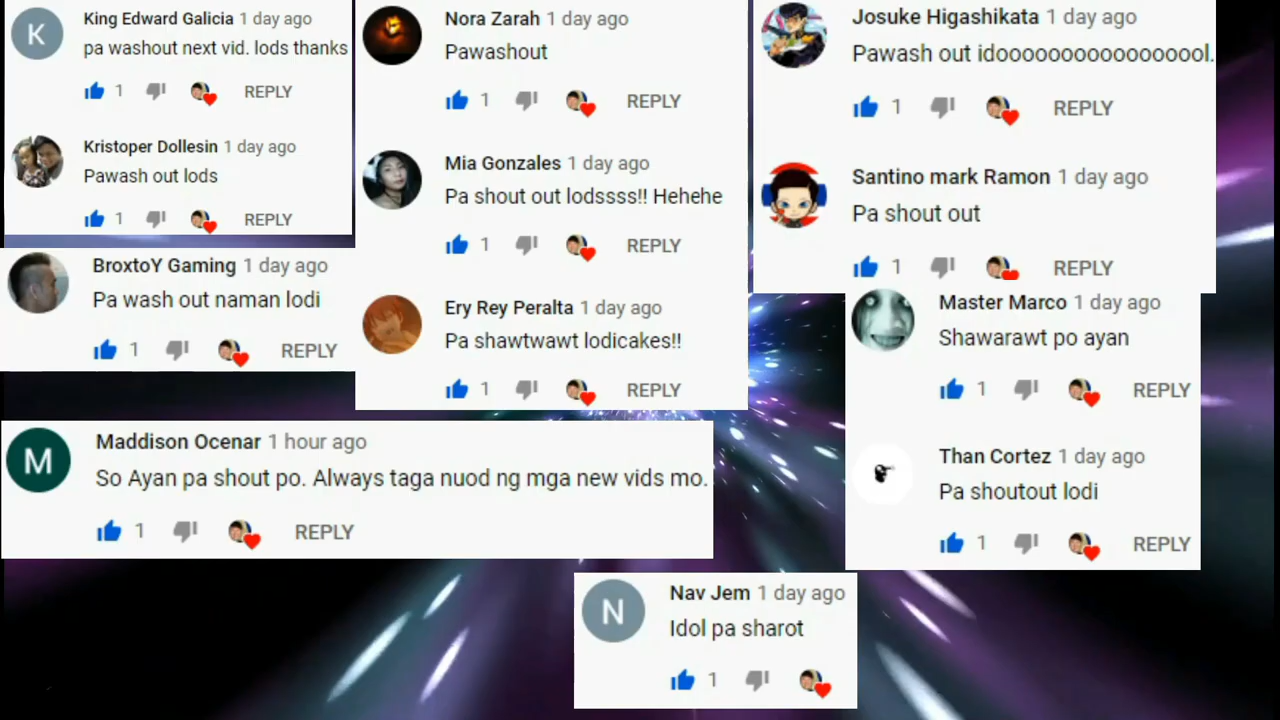 King Edward Galicia 1 day ago
pa washout next vid. lods thanks
1 REPLY
Kristoper Dollesin 1 day ago
Pawash out lods
1 REPLY
BroxtoY Gaming 1 day ago
Pa wash out naman lodi
1 REPLY
Nora Zarah 1 day ago
Pawashout
1 REPLY
Mia Gonzales 1 day ago
Pa shout out lodssss!! Hehehe
1 REPLY
Ery Rey Peralta 1 day ago
Pa shawtwawt lodicakes!!
1 REPLY
Josuke Higashikata 1 day ago
Pawash out idoooooooooooooooool.
1 REPLY
Santino mark Ramon 1 day ago
Pa shout out
1 REPLY
Master Marco 1 day ago
Shawarawt po ayan
1 REPLY
Than Cortez 1 day ago
Pa shoutout lodi
1 REPLY
M
Maddison Ocenar 1 hour ago
So Ayan pa shout po. Always taga nuod ng mga new vids mo.
1 REPLY
N
Nav Jem 1 day ago
Idol pa sharot
1
K